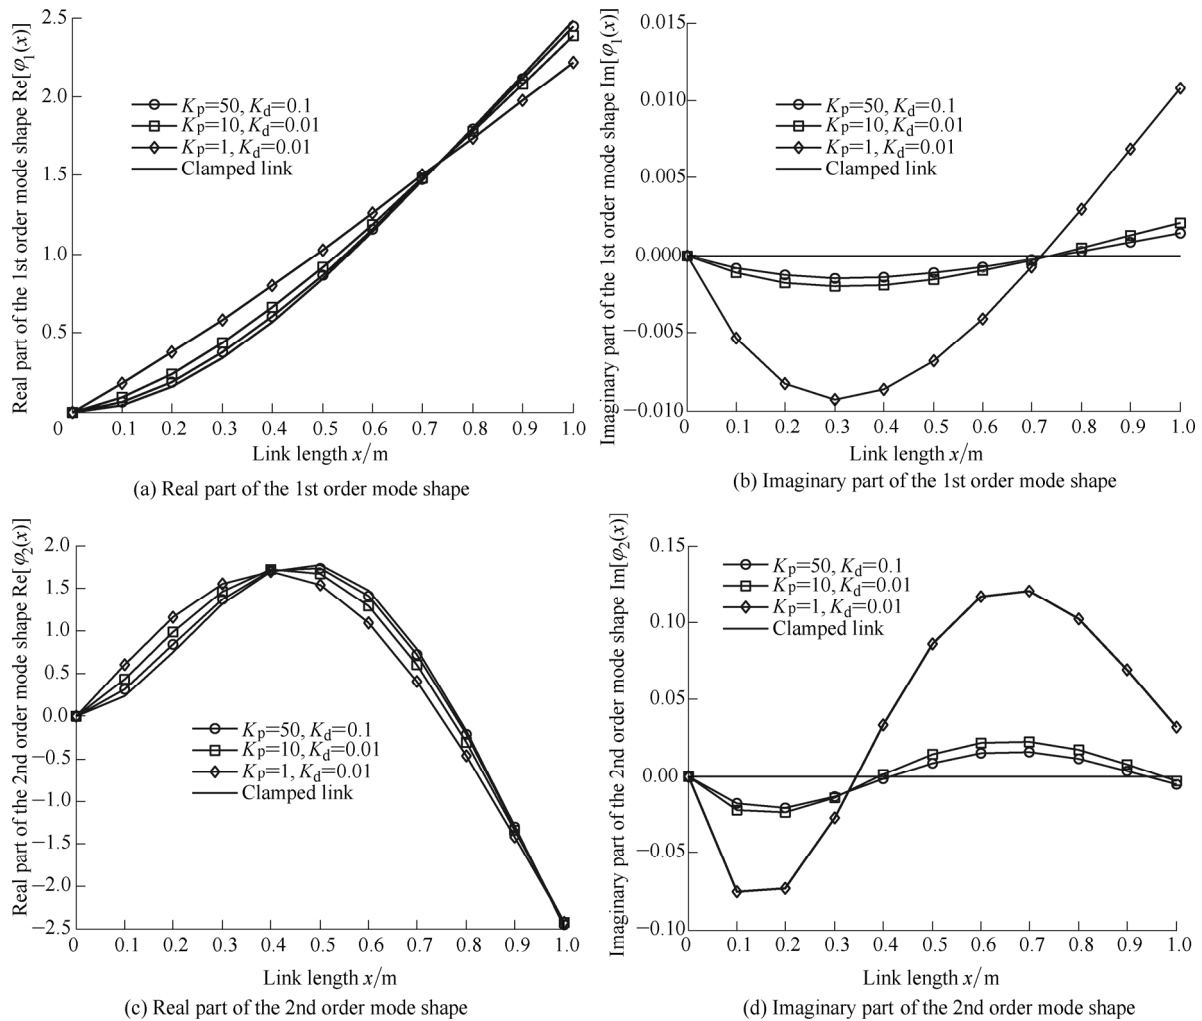 Real part of the 1st order mode shape Re[φ₁(x)]
2.5
2.0
1.5
1.0
0.5
0
0.1 0.2 0.3 0.4 0.5 0.6 0.7 0.8 0.9 1.0
Kp=50, Kd=0.1
Kp=10, Kd=0.01
Kp=1, Kd=0.01
Clamped link
Link length x/m
(a) Real part of the 1st order mode shape
Imaginary part of the 1st order mode shape Im[φ₁(x)]
0.015
0.010
0.005
0.000
−0.005
−0.010
0 0.1 0.2 0.3 0.4 0.5 0.6 0.7 0.8 0.9 1.0
Kp=50, Kd=0.1
Kp=10, Kd=0.01
Kp=1, Kd=0.01
Clamped link
Link length x/m
(b) Imaginary part of the 1st order mode shape
Real part of the 2nd order mode shape Re[φ₂(x)]
2.0
1.5
1.0
0.5
0.0
−0.5
−1.0
−1.5
−2.0
−2.5
0 0.1 0.2 0.3 0.4 0.5 0.6 0.7 0.8 0.9 1.0
Kp=50, Kd=0.1
Kp=10, Kd=0.01
Kp=1, Kd=0.01
Clamped link
Link length x/m
(c) Real part of the 2nd order mode shape
Imaginary part of the 2nd order mode shape Im[φ₂(x)]
0.15
0.10
0.05
0.00
−0.05
−0.10
0 0.1 0.2 0.3 0.4 0.5 0.6 0.7 0.8 0.9 1.0
Kp=50, Kd=0.1
Kp=10, Kd=0.01
Kp=1, Kd=0.01
Clamped link
Link length x/m
(d) Imaginary part of the 2nd order mode shape